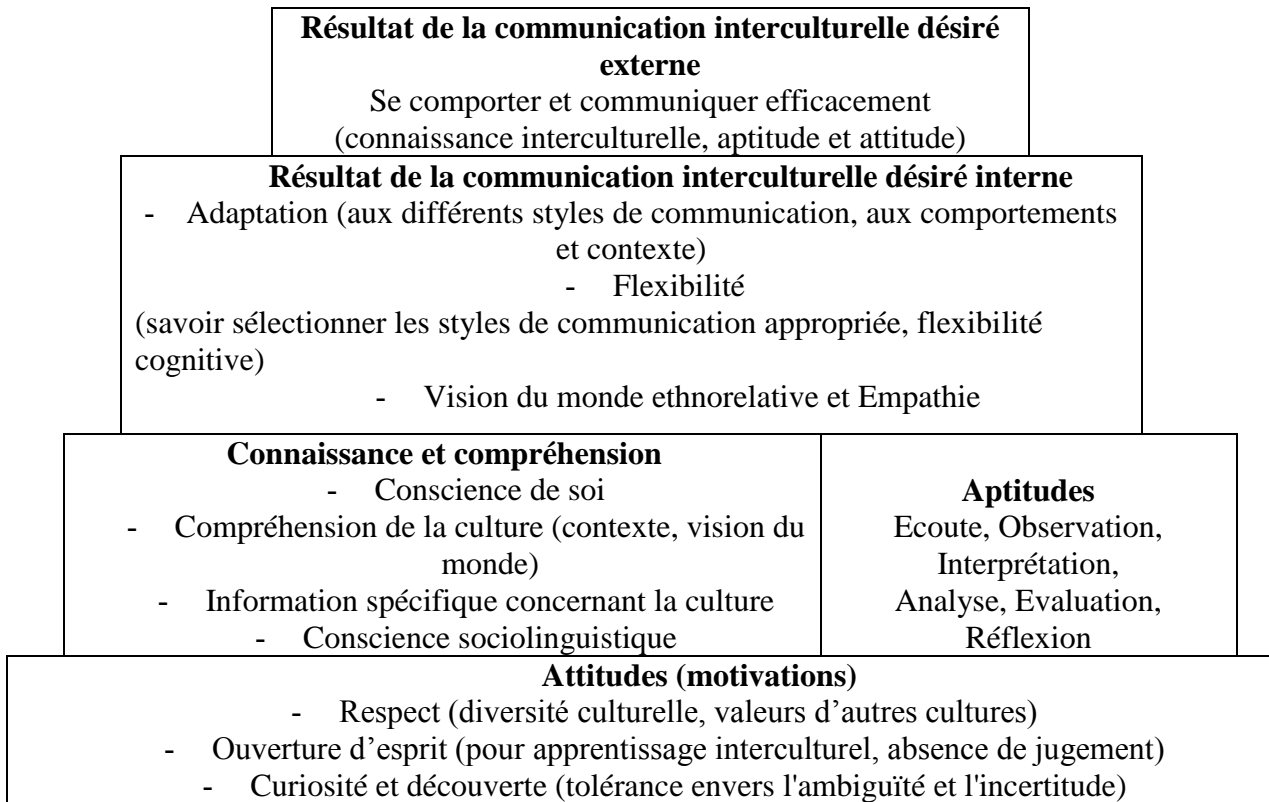 Résultat de la communication interculturelle désiré
externe
Se comporter et communiquer efficacement
(connaissance interculturelle, aptitude et attitude)
Résultat de la communication interculturelle désiré interne
- Adaptation (aux différents styles de communication, aux comportements
et contexte)
- Flexibilité
(savoir sélectionner les styles de communication appropriée, flexibilité
cognitive)
- Vision du monde ethnorelative et Empathie
Connaissance et compréhension
- Conscience de soi
- Compréhension de la culture (contexte, vision du
monde)
- Information spécifique concernant la culture
- Conscience sociolinguistique
Aptitudes
Ecoute, Observation,
Interprétation,
Analyse, Evaluation,
Réflexion
Attitudes (motivations)
- Respect (diversité culturelle, valeurs d’autres cultures)
- Ouverture d’esprit (pour apprentissage interculturel, absence de jugement)
- Curiosité et découverte (tolérance envers l'ambiguïté et l'incertitude)